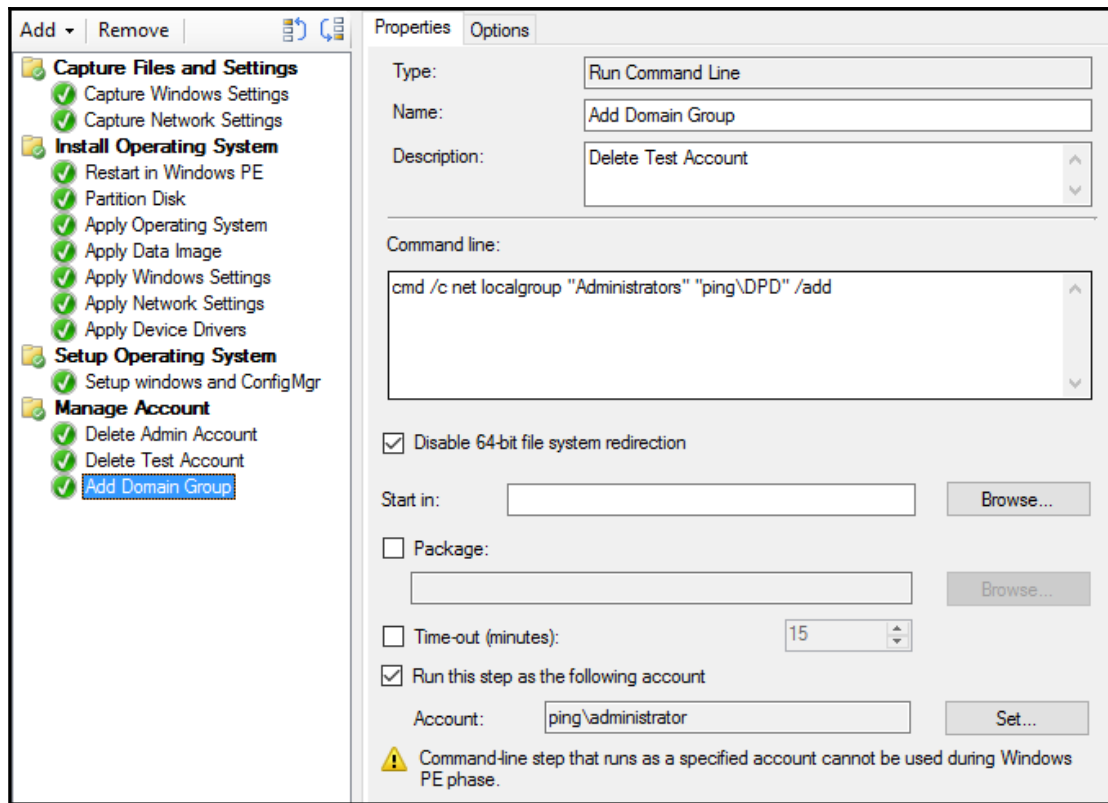 Add Remove
Capture Files and Settings
Capture Windows Settings
Capture Network Settings
Install Operating System
Restart in Windows PE
Partition Disk
Apply Operating System
Apply Data Image
Apply Windows Settings
Apply Network Settings
Apply Device Drivers
Setup Operating System
Setup windows and ConfigMgr
Manage Account
Delete Admin Account
Delete Test Account
Add Domain Group
Properties Options
Type: Run Command Line
Name: Add Domain Group
Description: Delete Test Account
Command line:
cmd /c net localgroup "Administrators" "ping\DPD" /add
Disable 64-bit file system redirection
Start in: Browse...
Package:
Browse...
Time-out (minutes): 15
Run this step as the following account
Account: ping\administrator Set...
Command-line step that runs as a specified account cannot be used during Windows
PE phase.